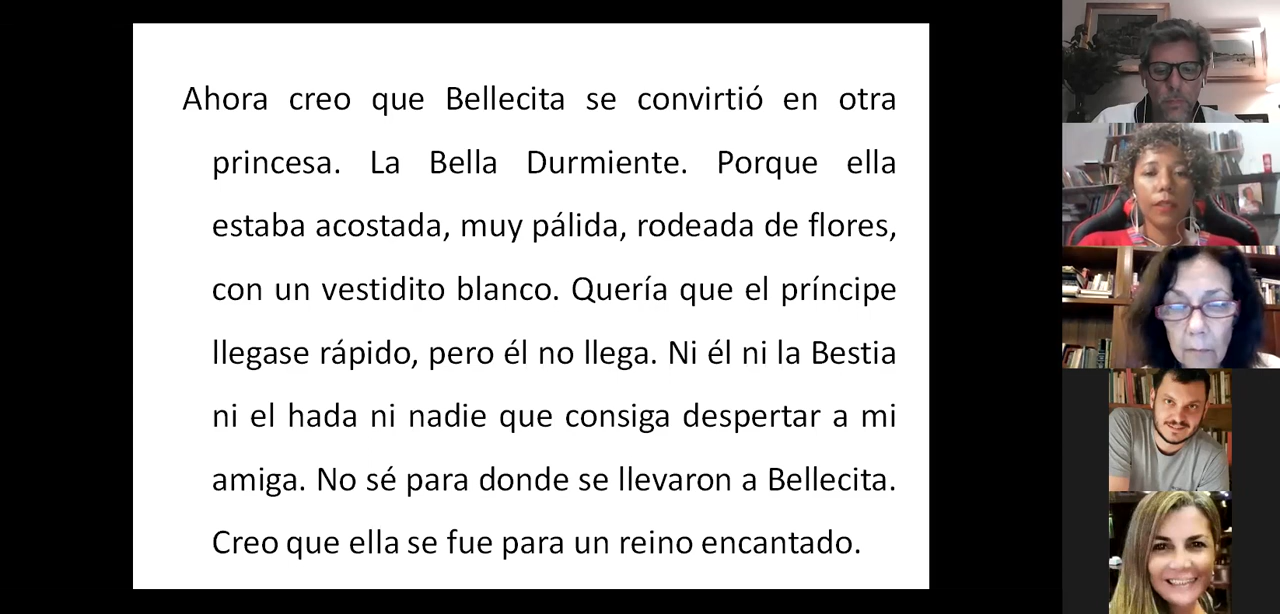 Ahora creo que Bellecita se convirtió en otra
princesa. La Bella Durmiente. Porque ella
estaba acostada, muy pálida, rodeada de flores,
con un vestidito blanco. Quería que el príncipe
llegase rápido, pero él no llega. Ni él ni la Bestia
ni el hada ni nadie que consiga despertar a mi
amiga. No sé para donde se llevaron a Bellecita.
Creo que ella se fue para un reino encantado.